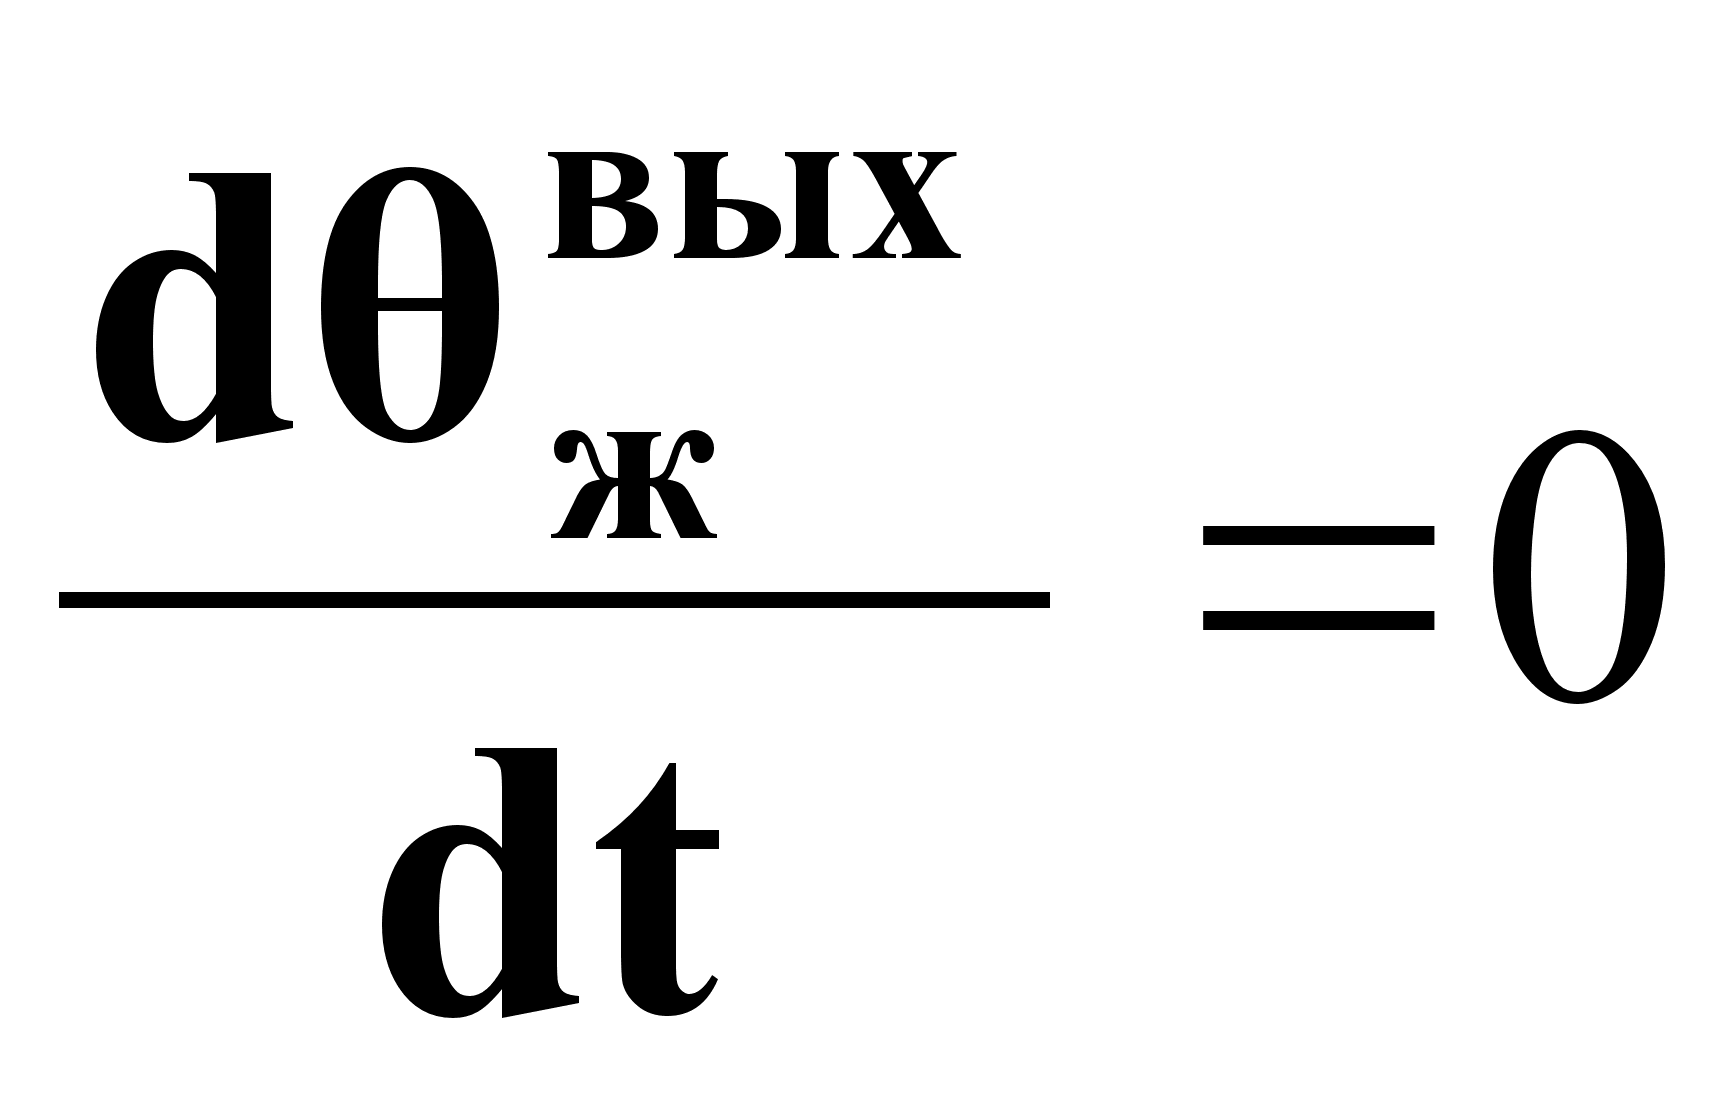 dθ вых ж
= 0
dt